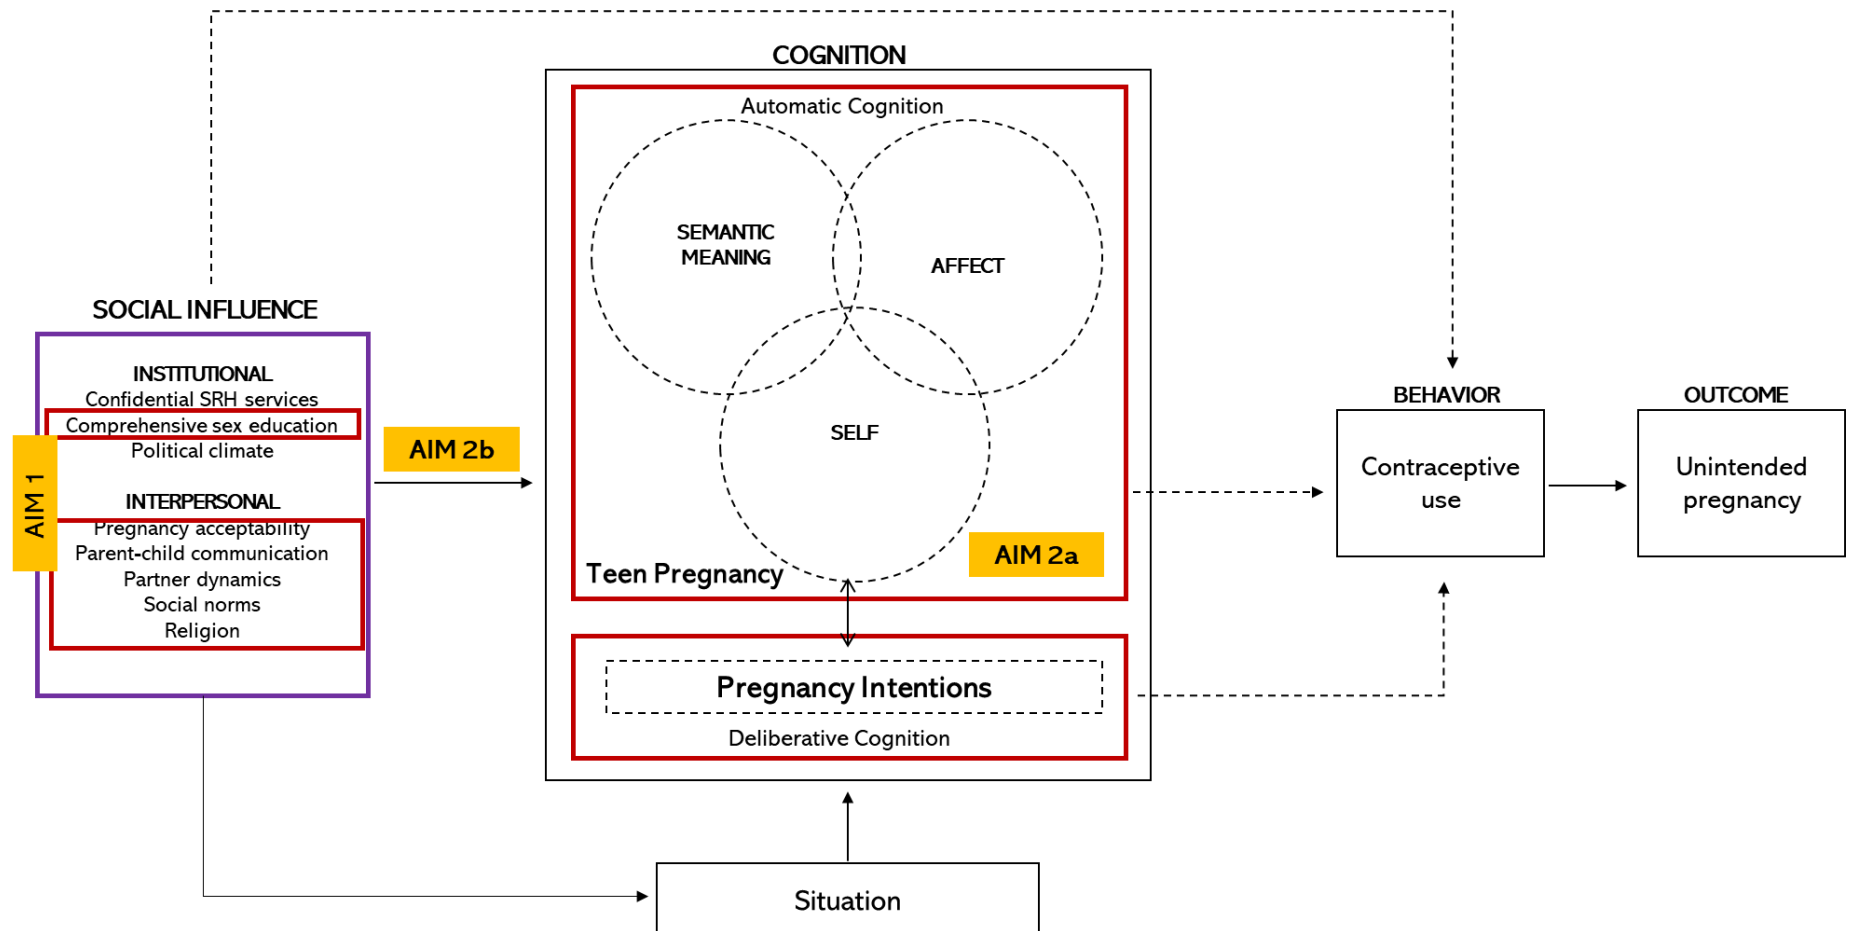 COGNITION
Automatic Cognition
SEMANTIC
MEANING
AFFECT
SELF
Teen Pregnancy
AIM 2a
Pregnancy Intentions
Deliberative Cognition
SOCIAL INFLUENCE
INSTITUTIONAL
Confidential SRH services
Comprehensive sex education
Political climate
INTERPERSONAL
Pregnancy acceptability
Parent-child communication
Partner dynamics
Social norms
Religion
AIM 1
AIM 2b
BEHAVIOR
Contraceptive
use
OUTCOME
Unintended
pregnancy
Situation